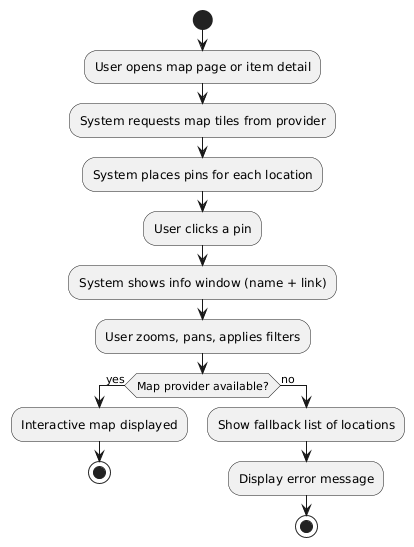 User opens map page or item detail
System requests map tiles from provider
System places pins for each location
User clicks a pin
System shows info window (name + link)
User zooms, pans, applies filters
yes
Map provider available?
no
Interactive map displayed
Show fallback list of locations
Display error message